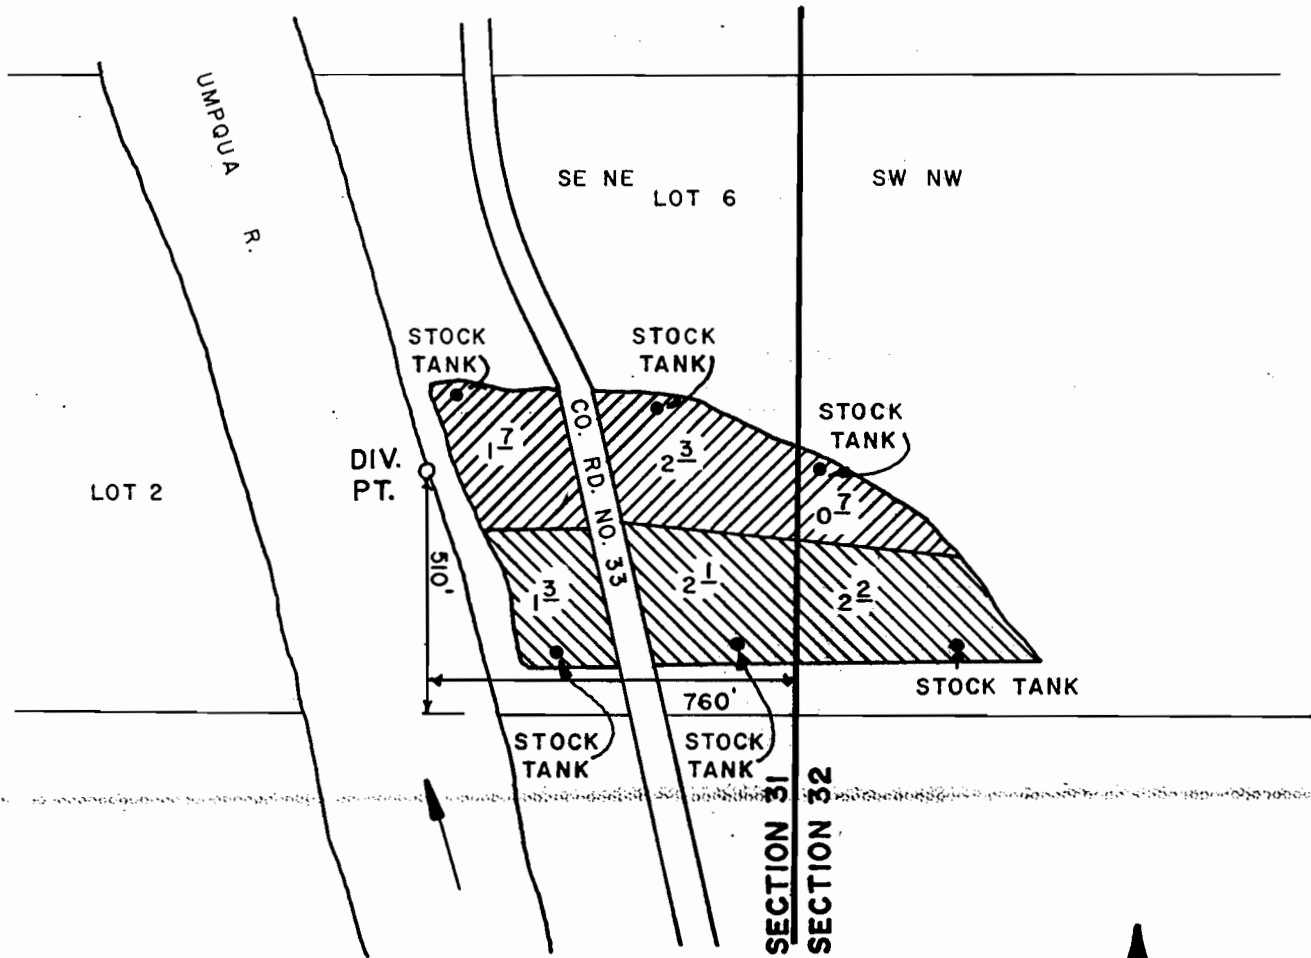 UMPQUA R.
SE NE
LOT 6
SW NW
STOCK
TANK
STOCK
TANK
STOCK
TANK
LOT 2
DIV.
PT.
1 7
2 3
0 7
CO. RD. NO. 33
510'
1 3
2 1
2 2
760'
STOCK TANK
STOCK
TANK
STOCK
TANK
SECTION 31
SECTION 32